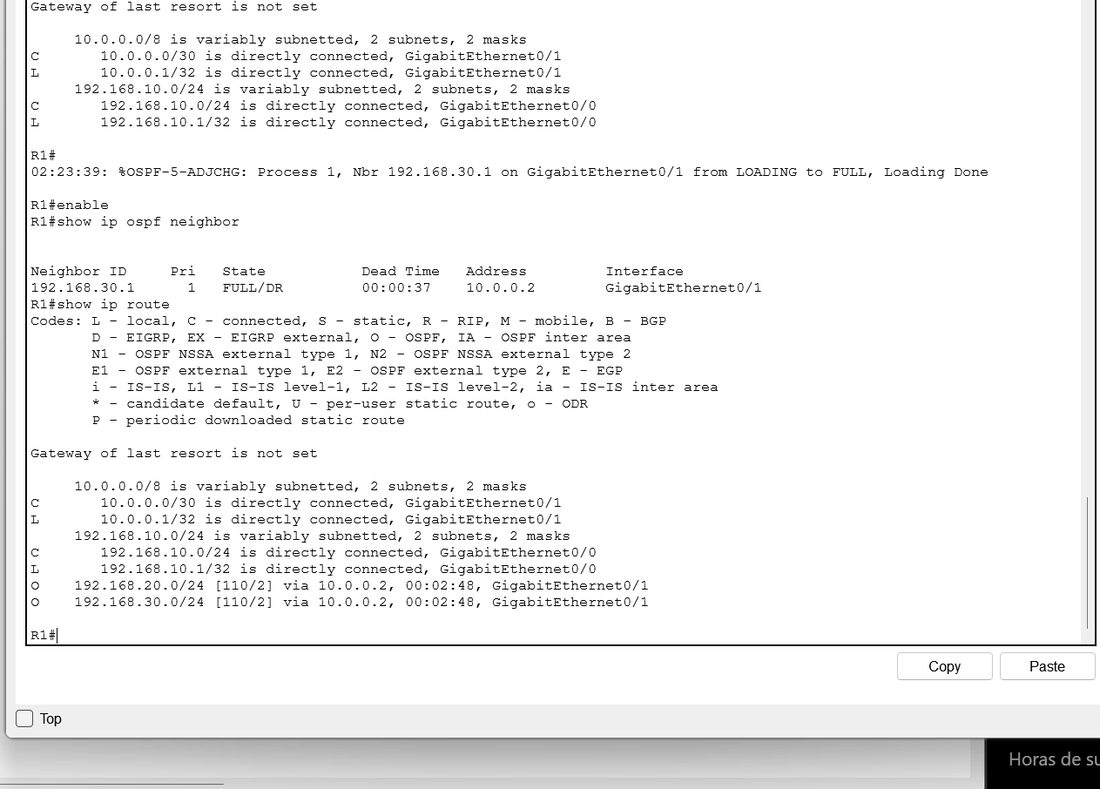 Gateway of last resort is not set
10.0.0.0/8 is variably subnetted, 2 subnets, 2 masks
C 10.0.0.0/30 is directly connected, GigabitEthernet0/1
L 10.0.0.1/32 is directly connected, GigabitEthernet0/1
192.168.10.0/24 is variably subnetted, 2 subnets, 2 masks
C 192.168.10.0/24 is directly connected, GigabitEthernet0/0
L 192.168.10.1/32 is directly connected, GigabitEthernet0/0
R1#
02:23:39: %OSPF-5-ADJCHG: Process 1, Nbr 192.168.30.1 on GigabitEthernet0/1 from LOADING to FULL, Loading Done
R1#enable
R1#show ip ospf neighbor
Neighbor ID Pri State Dead Time Address Interface
192.168.30.1 1 FULL/DR 00:00:37 10.0.0.2 GigabitEthernet0/1
R1#show ip route
Codes: L - local, C - connected, S - static, R - RIP, M - mobile, B - BGP
D - EIGRP, EX - EIGRP external, O - OSPF, IA - OSPF inter area
N1 - OSPF NSSA external type 1, N2 - OSPF NSSA external type 2
E1 - OSPF external type 1, E2 - OSPF external type 2, E - EGP
i - IS-IS, L1 - IS-IS level-1, L2 - IS-IS level-2, ia - IS-IS inter area
* - candidate default, U - per-user static route, o - ODR
P - periodic downloaded static route
Gateway of last resort is not set
10.0.0.0/8 is variably subnetted, 2 subnets, 2 masks
C 10.0.0.0/30 is directly connected, GigabitEthernet0/1
L 10.0.0.1/32 is directly connected, GigabitEthernet0/1
192.168.10.0/24 is variably subnetted, 2 subnets, 2 masks
C 192.168.10.0/24 is directly connected, GigabitEthernet0/0
L 192.168.10.1/32 is directly connected, GigabitEthernet0/0
O 192.168.20.0/24 [110/2] via 10.0.0.2, 00:02:48, GigabitEthernet0/1
O 192.168.30.0/24 [110/2] via 10.0.0.2, 00:02:48, GigabitEthernet0/1
R1#
Copy Paste
Top
Horas de su